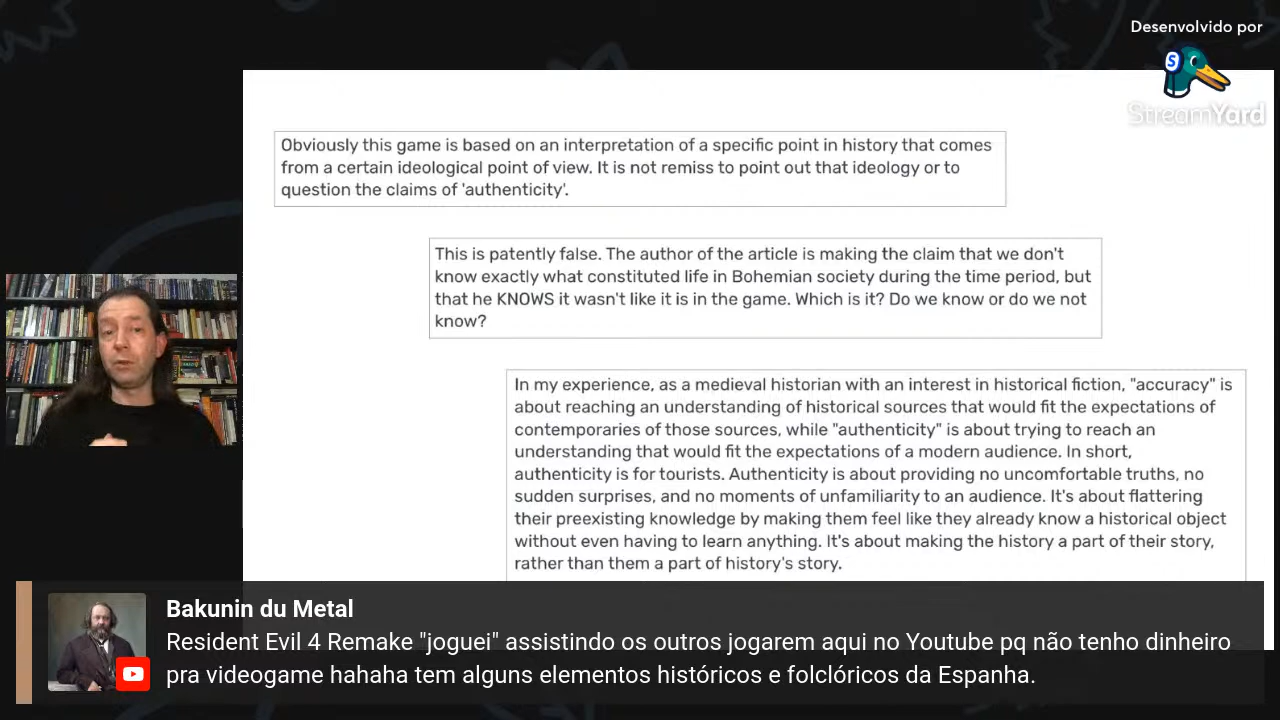 Desenvolvido por
StreamYard
Obviously this game is based on an interpretation of a specific point in history that comes
from a certain ideological point of view. It is not remiss to point out that ideology or to
question the claims of 'authenticity'.
This is patently false. The author of the article is making the claim that we don't
know exactly what constituted life in Bohemian society during the time period, but
that he KNOWS it wasn't like it is in the game. Which is it? Do we know or do we not
know?
In my experience, as a medieval historian with an interest in historical fiction, "accuracy" is
about reaching an understanding of historical sources that would fit the expectations of
contemporaries of those sources, while "authenticity" is about trying to reach an
understanding that would fit the expectations of a modern audience. In short,
authenticity is for tourists. Authenticity is about providing no uncomfortable truths, no
sudden surprises, and no moments of unfamiliarity to an audience. It's about flattering
their preexisting knowledge by making them feel like they already know a historical object
without even having to learn anything. It's about making the history a part of their story,
rather than them a part of history's story.
Bakunin du Metal
Resident Evil 4 Remake "joguei" assistindo os outros jogarem aqui no Youtube pq não tenho dinheiro
pra videogame hahaha tem alguns elementos históricos e folclóricos da Espanha.